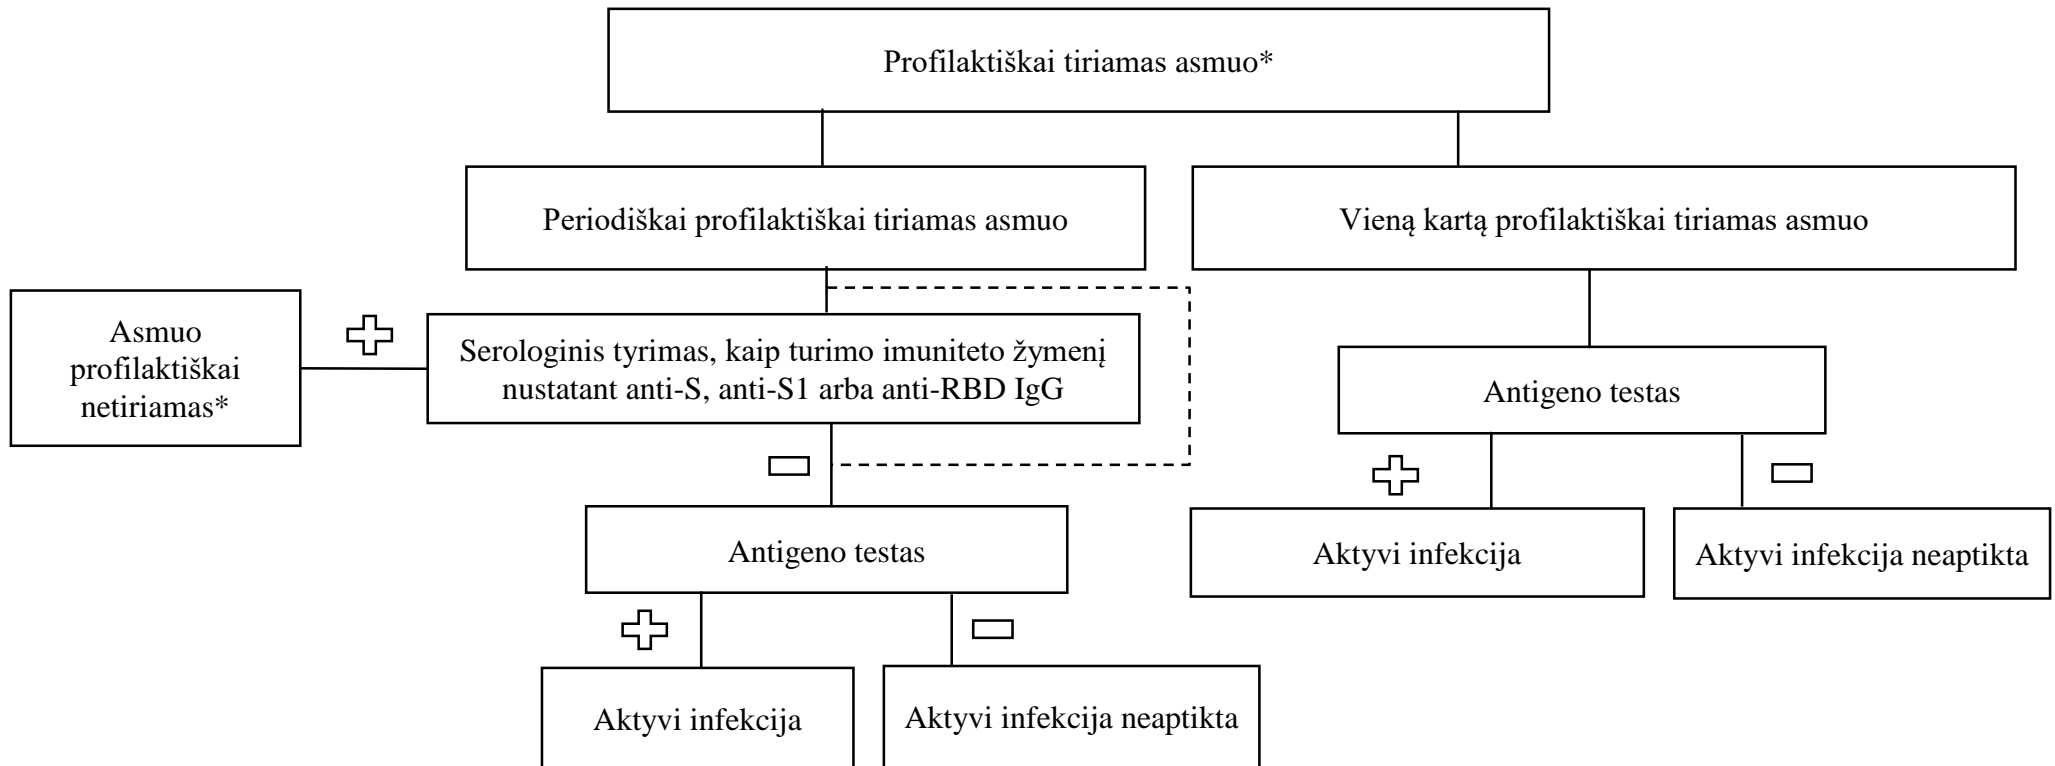 Profilaktiškai tiriamas asmuo*
Periodiškai profilaktiškai tiriamas asmuo
Vieną kartą profilaktiškai tiriamas asmuo
Asmuo
profilaktiškai
netiriamas*
Serologinis tyrimas, kaip turimo imuniteto žymenį
nustatant anti-S, anti-S1 arba anti-RBD IgG
Antigeno testas
Antigeno testas
Aktyvi infekcija
Aktyvi infekcija neaptikta
Aktyvi infekcija
Aktyvi infekcija neaptikta